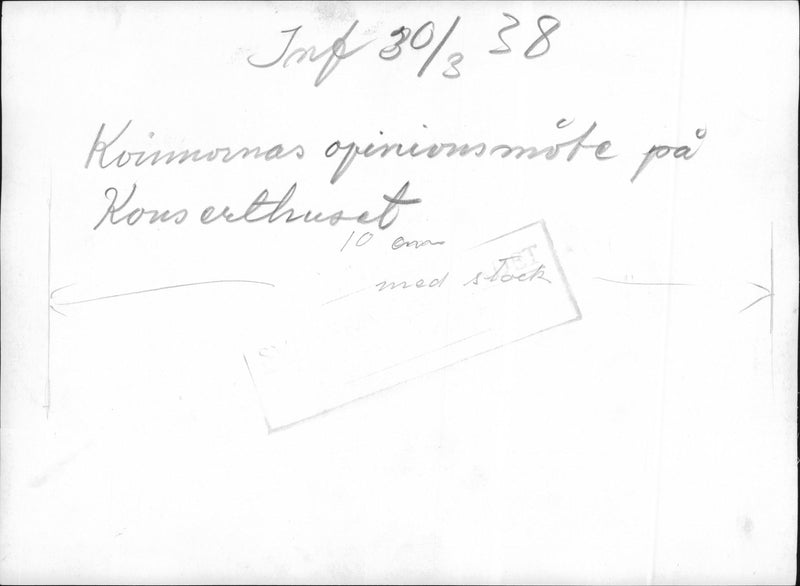 Inf 30/3 38
Kvinnornas opinionsmöte på
Konserthuset
10 cm
med stock